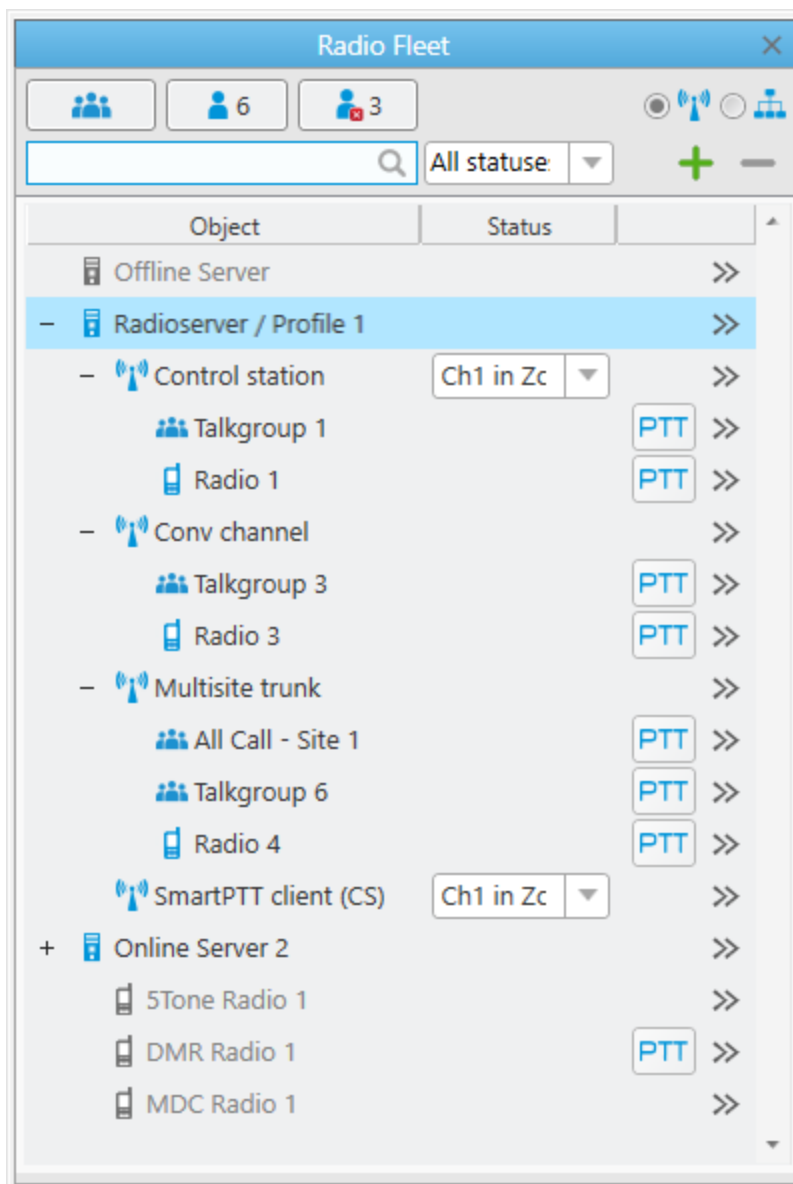 Radio Fleet
6 3
All statuse
Object Status
Offline Server
Radioserver / Profile 1
Control station Ch1 in Zc
Talkgroup 1 PTT
Radio 1 PTT
Conv channel
Talkgroup 3 PTT
Radio 3 PTT
Multisite trunk
All Call - Site 1 PTT
Talkgroup 6 PTT
Radio 4 PTT
SmartPTT client (CS) Ch1 in Zc
Online Server 2
5Tone Radio 1
DMR Radio 1 PTT
MDC Radio 1